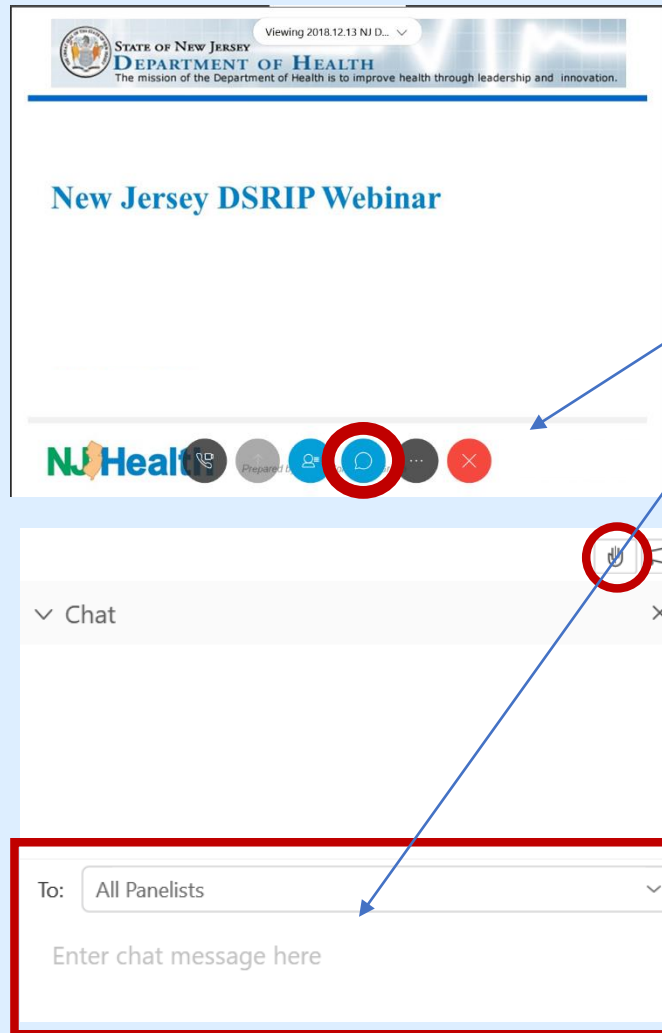 Viewing 2018.12.13 NJ D...
STATE OF NEW JERSEY
DEPARTMENT OF HEALTH
The mission of the Department of Health is to improve health through leadership and innovation.
New Jersey DSRIP Webinar
NJ Health
Prepared b
Chat
To: All Panelists
Enter chat message here